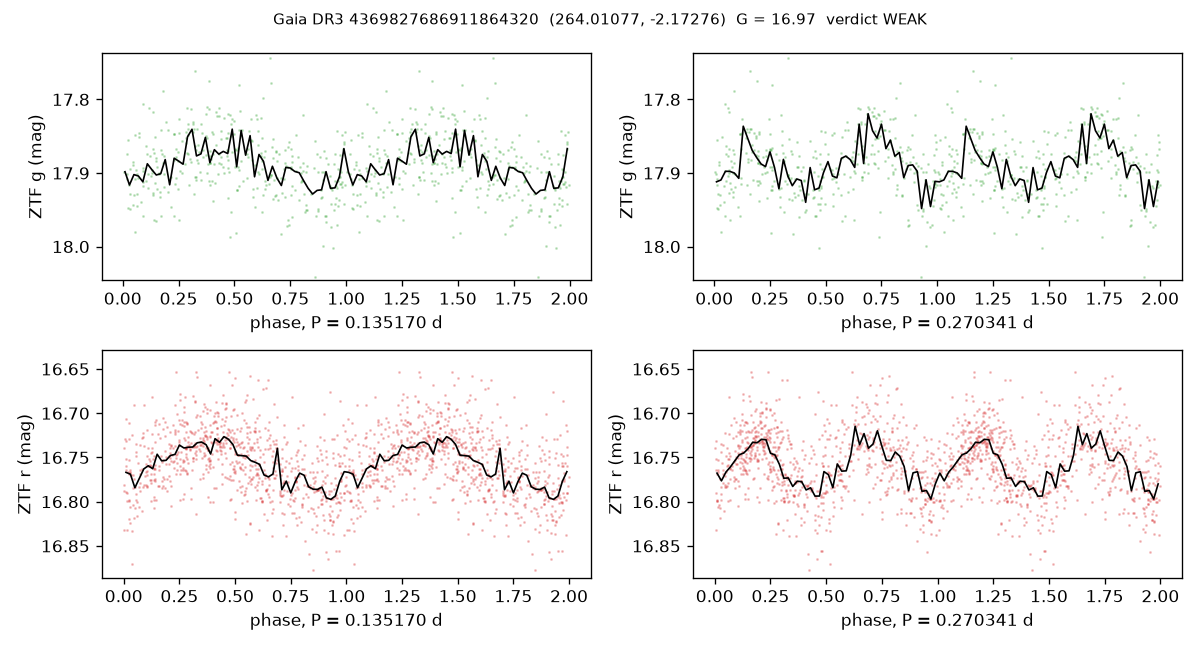 Gaia DR3 4369827686911864320 (264.01077, -2.17276) G = 16.97 verdict WEAK
ZTF g (mag)
17.8
17.9
18.0
0.00 0.25 0.50 0.75 1.00 1.25 1.50 1.75 2.00
phase, P = 0.135170 d
ZTF g (mag)
17.8
17.9
18.0
0.00 0.25 0.50 0.75 1.00 1.25 1.50 1.75 2.00
phase, P = 0.270341 d
ZTF r (mag)
16.65
16.70
16.75
16.80
16.85
0.00 0.25 0.50 0.75 1.00 1.25 1.50 1.75 2.00
phase, P = 0.135170 d
ZTF r (mag)
16.65
16.70
16.75
16.80
16.85
0.00 0.25 0.50 0.75 1.00 1.25 1.50 1.75 2.00
phase, P = 0.270341 d